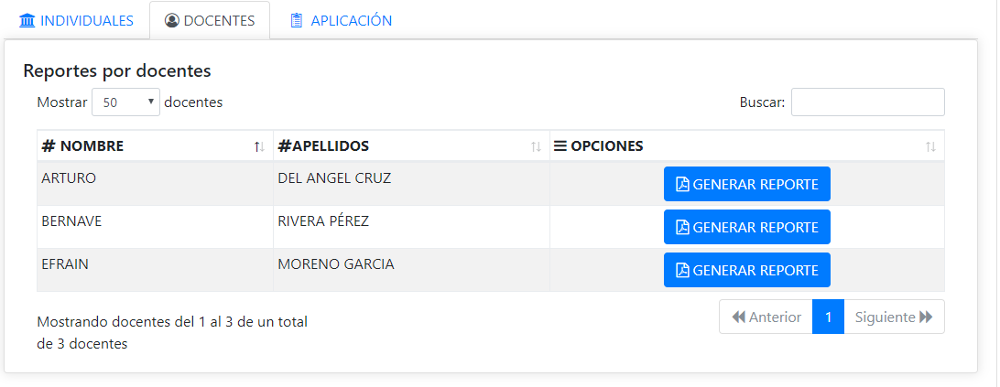 INDIVIDUALES DOCENTES APLICACIÓN
Reportes por docentes
Mostrar 50 docentes Buscar:
# NOMBRE #APELLIDOS OPCIONES
ARTURO DEL ANGEL CRUZ GENERAR REPORTE
BERNAVE RIVERA PÉREZ GENERAR REPORTE
EFRAIN MORENO GARCIA GENERAR REPORTE
Mostrando docentes del 1 al 3 de un total
de 3 docentes
Anterior 1 Siguiente